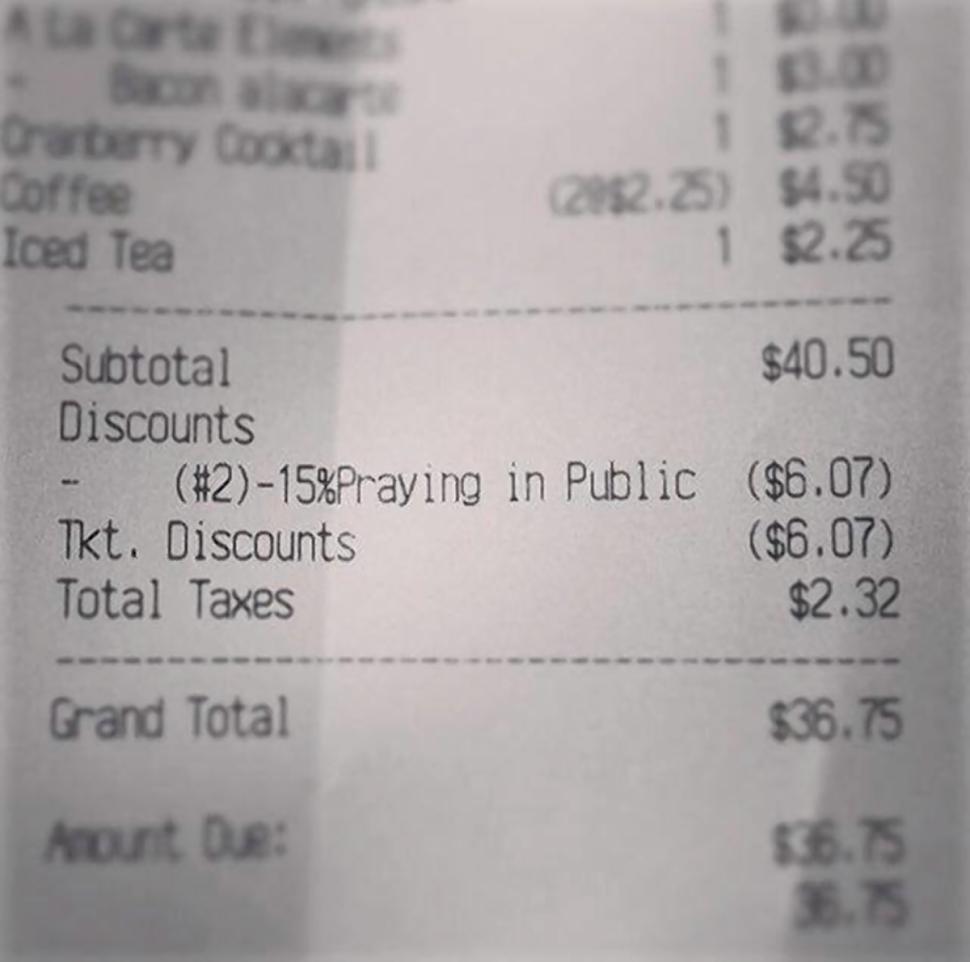 A La Carte Elements 1 $0.00
- Bacon alacarte 1 $3.00
Cranberry Cocktail 1 $2.75
Coffee (2@$2.25) $4.50
Iced Tea 1 $2.25
Subtotal $40.50
Discounts
- (#2)-15%Praying in Public ($6.07)
Tkt. Discounts ($6.07)
Total Taxes $2.32
Grand Total $36.75
Amount Due: $36.75
36.75